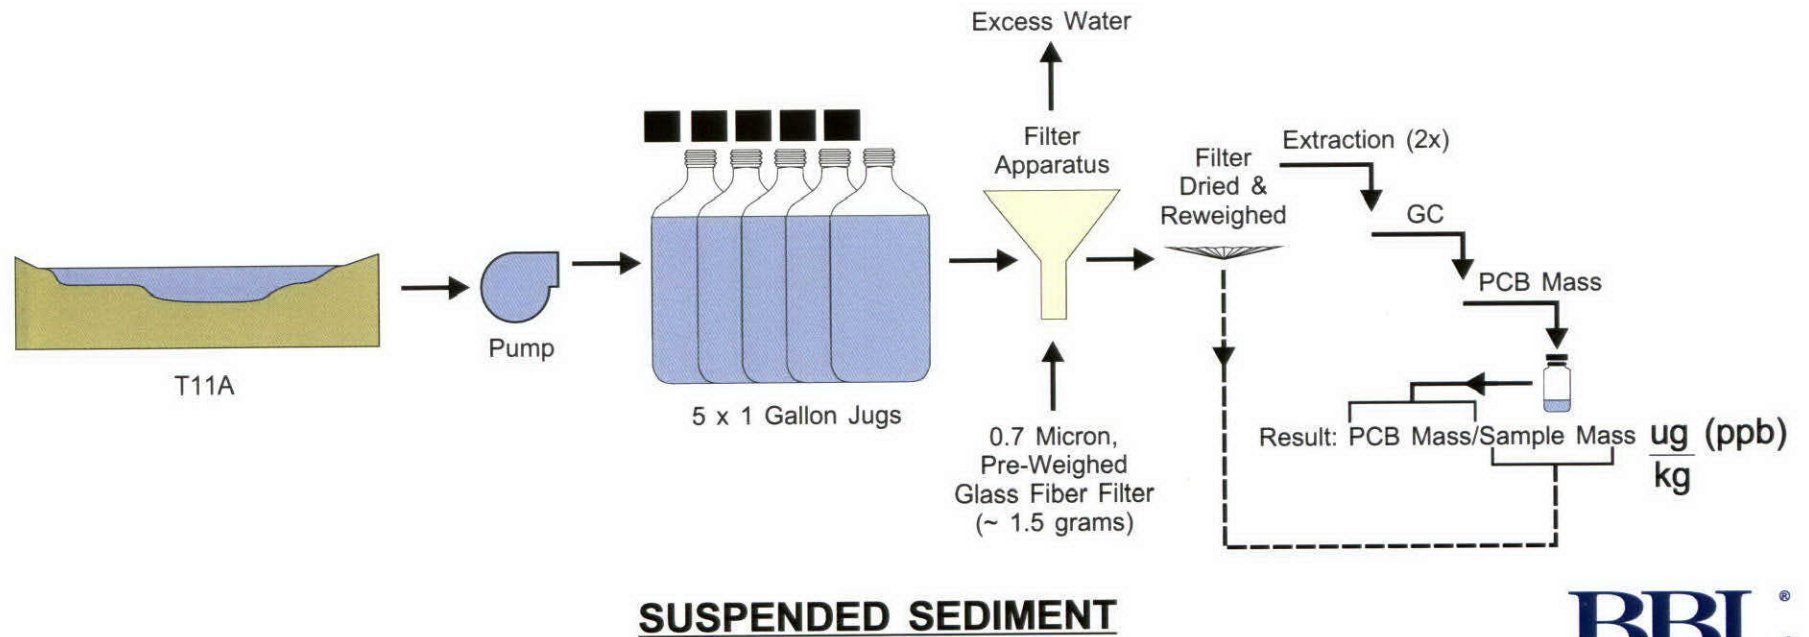 Excess Water
Filter
Apparatus
Extraction (2x)
Filter
Dried &
Reweighed
GC
PCB Mass
T11A
Pump
5 x 1 Gallon Jugs
0.7 Micron,
Pre-Weighed
Glass Fiber Filter
(~ 1.5 grams)
Result: PCB Mass/Sample Mass ug (ppb)
kg
SUSPENDED SEDIMENT
BBL®